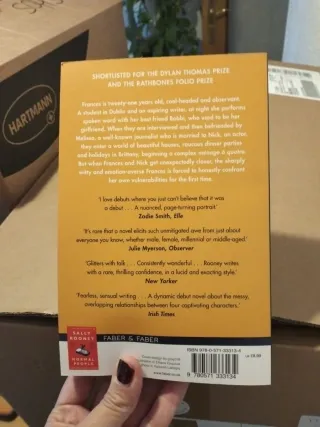 HARTMANN
SHORTLISTED FOR THE DYLAN THOMAS PRIZE
AND THE RATHBONES FOLIO PRIZE
Frances is twenty-one years old, cool-headed and observant.
A student in Dublin and an aspiring writer, at night she performs
spoken word with her best friend Bobbi, who used to be her
girlfriend. When they are interviewed and then befriended by
Melissa, a well-known journalist who is married to Nick, an actor,
they enter a world of beautiful houses, raucous dinner parties
and holidays in Brittany, beginning a complex ménage à quatre.
But when Frances and Nick get unexpectedly closer, the sharply
witty and emotion-averse Frances is forced to honestly confront
her own vulnerabilities for the first time.
'I love debuts where you just can't believe that it was
a debut . . . A nuanced, page-turning portrait.'
Zadie Smith, Elle
'It's rare that a novel elicits such unmitigated awe from just about
everyone you know, whether male, female, millennial or middle-aged.'
Julie Myerson, Observer
'Glitters with talk . . . Consistently wonderful . . . Rooney writes
with a rare, thrilling confidence, in a lucid and exacting style.'
New Yorker
'Fearless, sensual writing . . . A dynamic debut novel about the messy,
overlapping relationships between four captivating characters.'
Irish Times
SALLY
ROONEY
NORMAL
PEOPLE
FABER & FABER
ISBN 978-0-571-33313-4
9 780571 333134